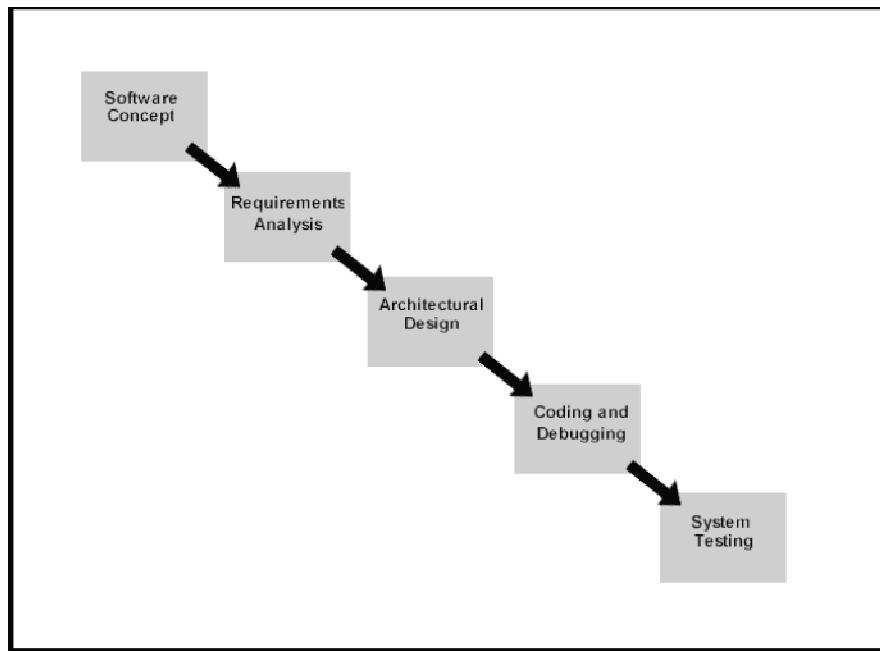 Software
Concept
Requirements
Analysis
Architectural
Design
Coding and
Debugging
System
Testing